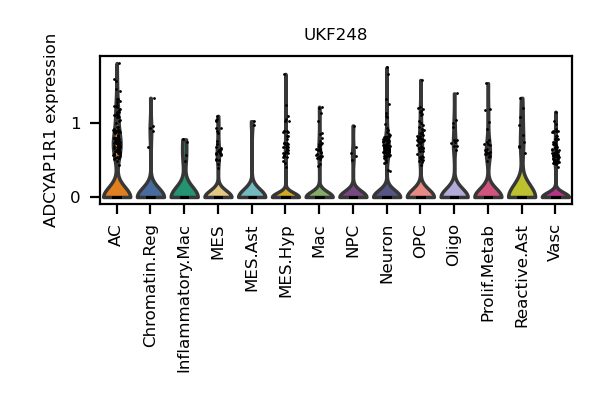 UKF248
ADCYAP1R1 expression
1
0
AC
Chromatin.Reg
Inflammatory.Mac
MES
MES.Ast
MES.Hyp
Mac
NPC
Neuron
OPC
Oligo
Prolif.Metab
Reactive.Ast
Vasc